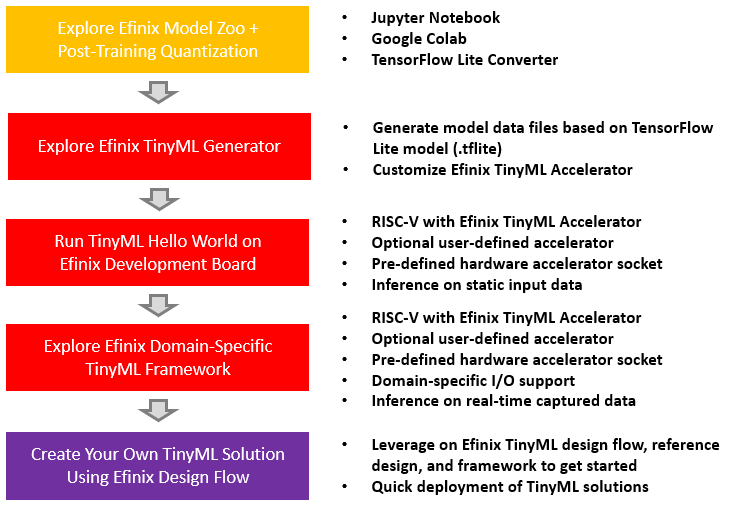 Explore Efinix Model Zoo +
Post-Training Quantization
• Jupyter Notebook
• Google Colab
• TensorFlow Lite Converter
Explore Efinix TinyML Generator
• Generate model data files based on TensorFlow
Lite model (.tflite)
• Customize Efinix TinyML Accelerator
Run TinyML Hello World on
Efinix Development Board
• RISC-V with Efinix TinyML Accelerator
• Optional user-defined accelerator
• Pre-defined hardware accelerator socket
• Inference on static input data
Explore Efinix Domain-Specific
TinyML Framework
• RISC-V with Efinix TinyML Accelerator
• Optional user-defined accelerator
• Pre-defined hardware accelerator socket
• Domain-specific I/O support
• Inference on real-time captured data
Create Your Own TinyML Solution
Using Efinix Design Flow
• Leverage on Efinix TinyML design flow, reference
design, and framework to get started
• Quick deployment of TinyML solutions